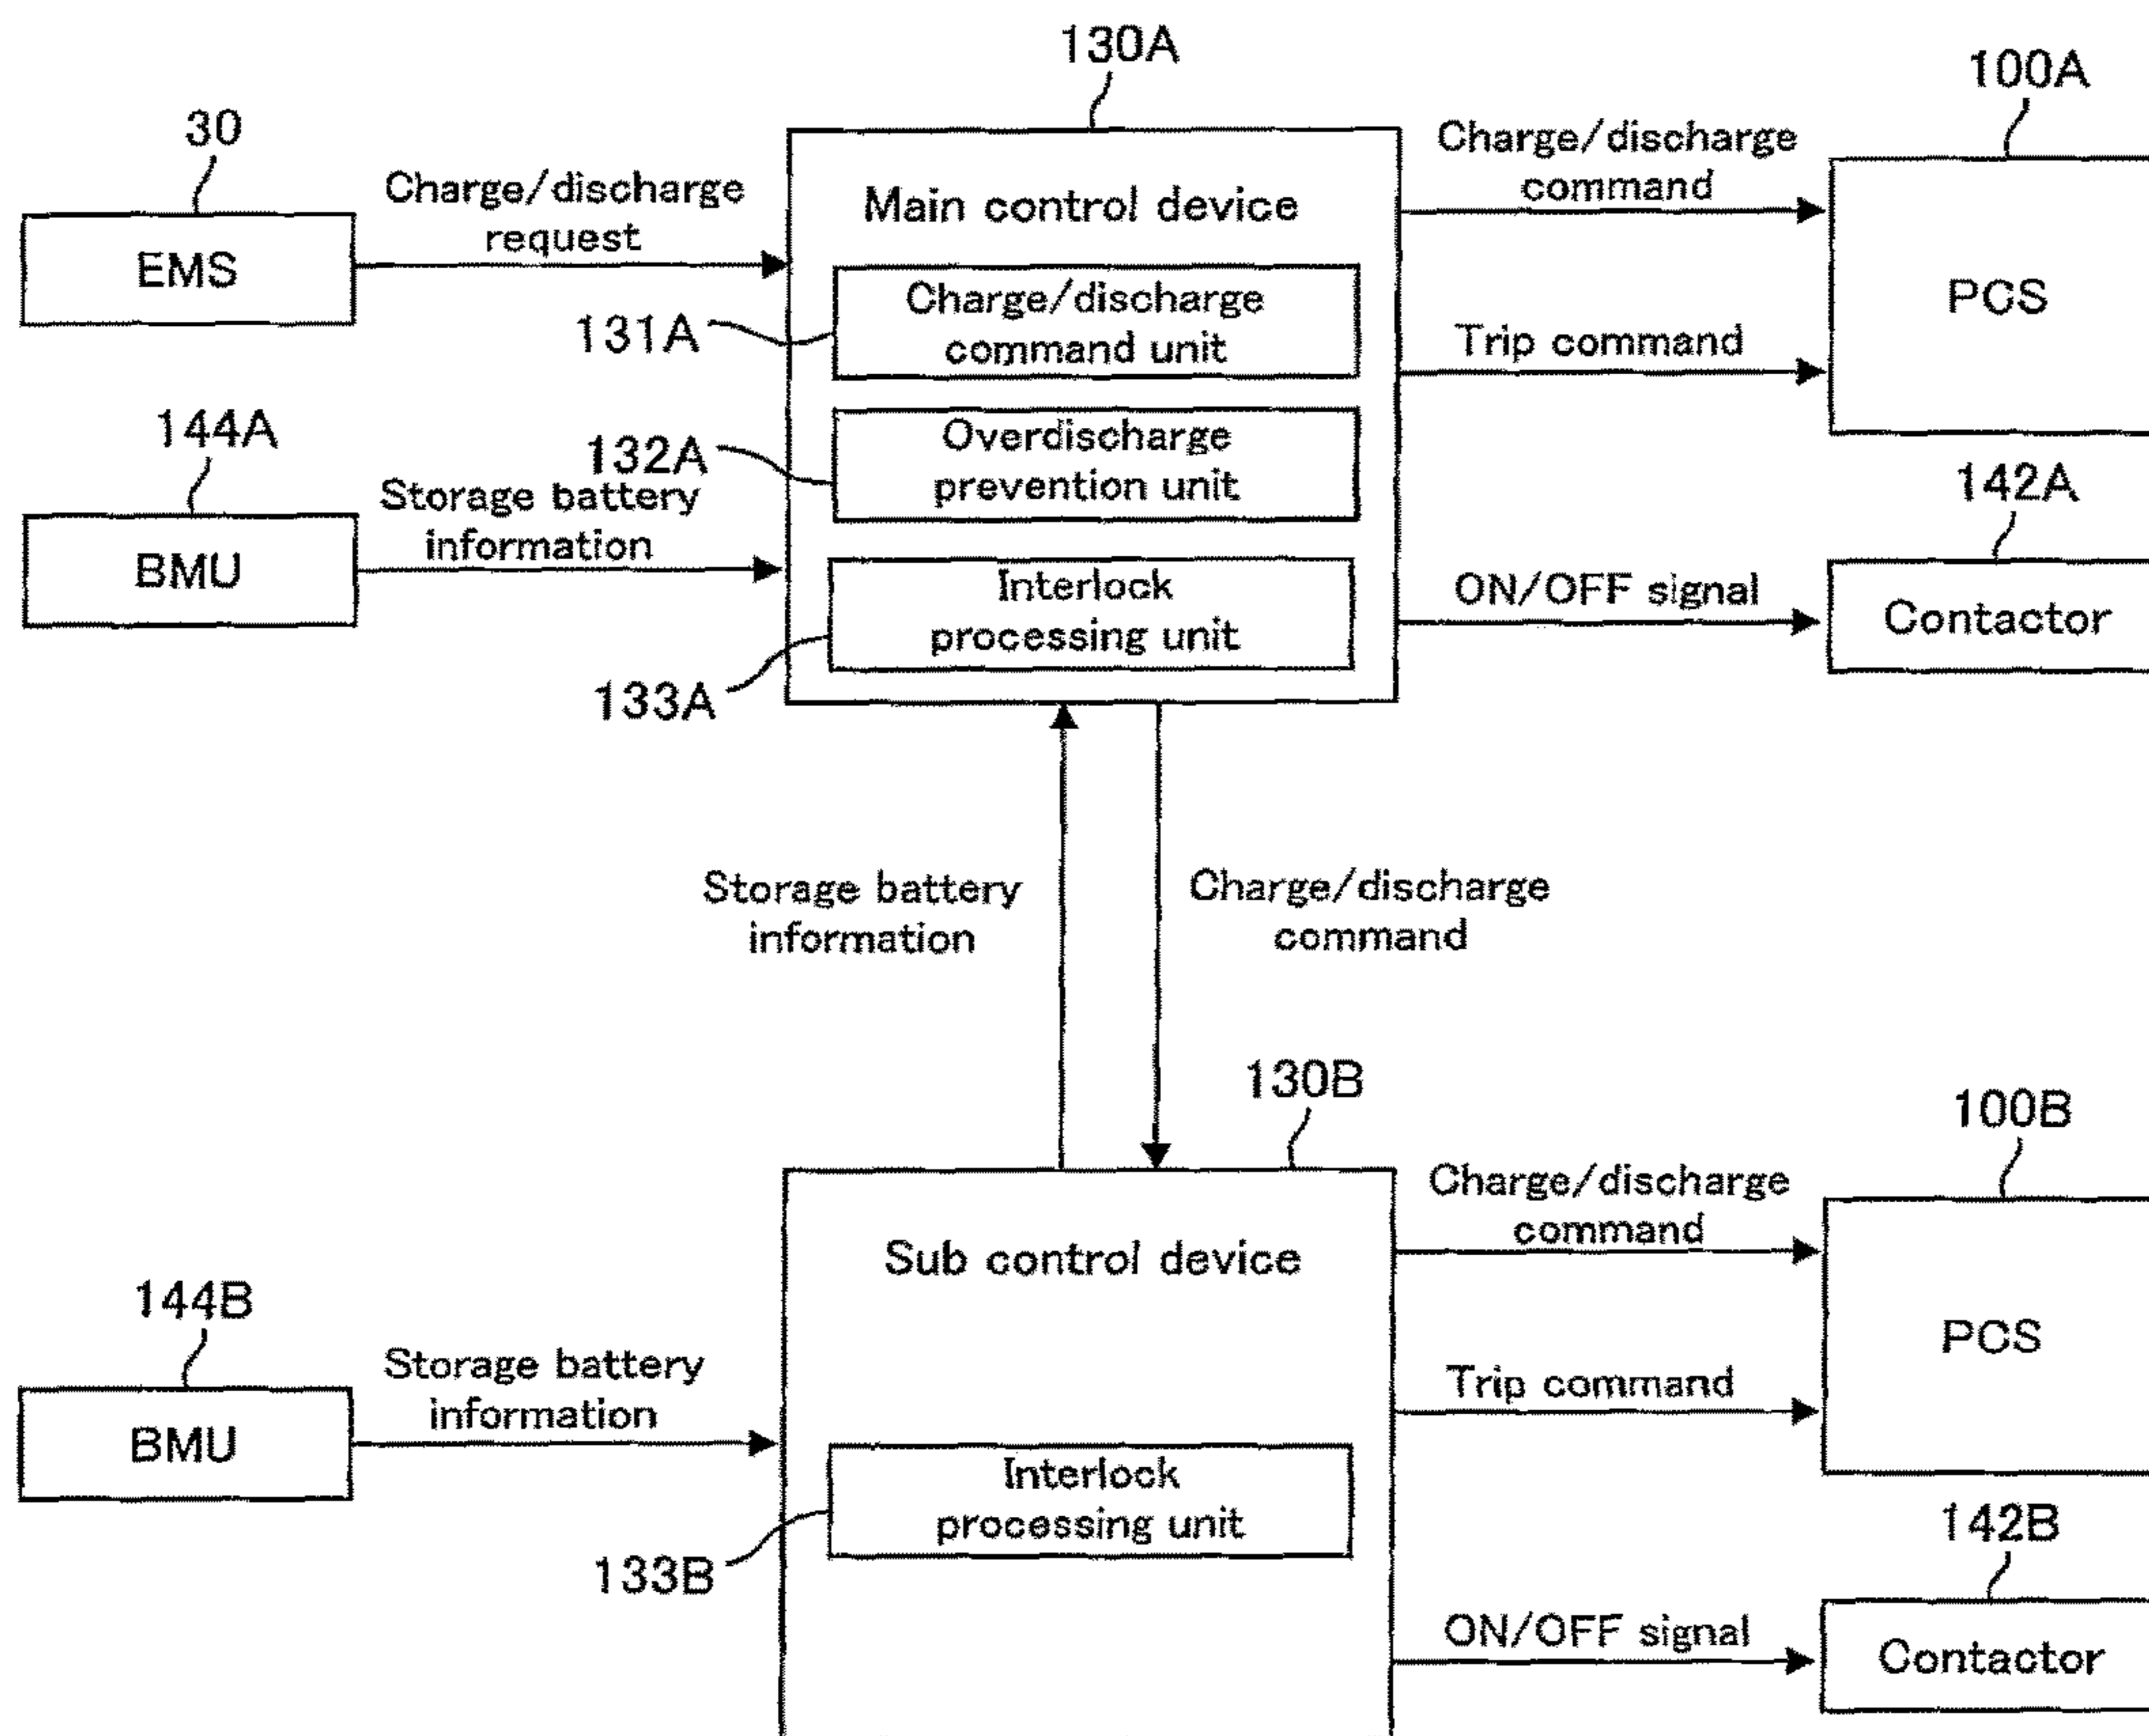 130A
100A
30
Charge/discharge
request
EMS
Main control device
Charge/discharge
command
PCS
131A
Charge/discharge
command unit
Trip command
144A
132A
Overdischarge
prevention unit
142A
Storage battery
information
BMU
Interlock
processing unit
ON/OFF signal
Contactor
133A
Storage battery
information
Charge/discharge
command
130B
100B
Sub control device
Charge/discharge
command
PCS
144B
Storage battery
information
BMU
Trip command
Interlock
processing unit
133B
142B
ON/OFF signal
Contactor